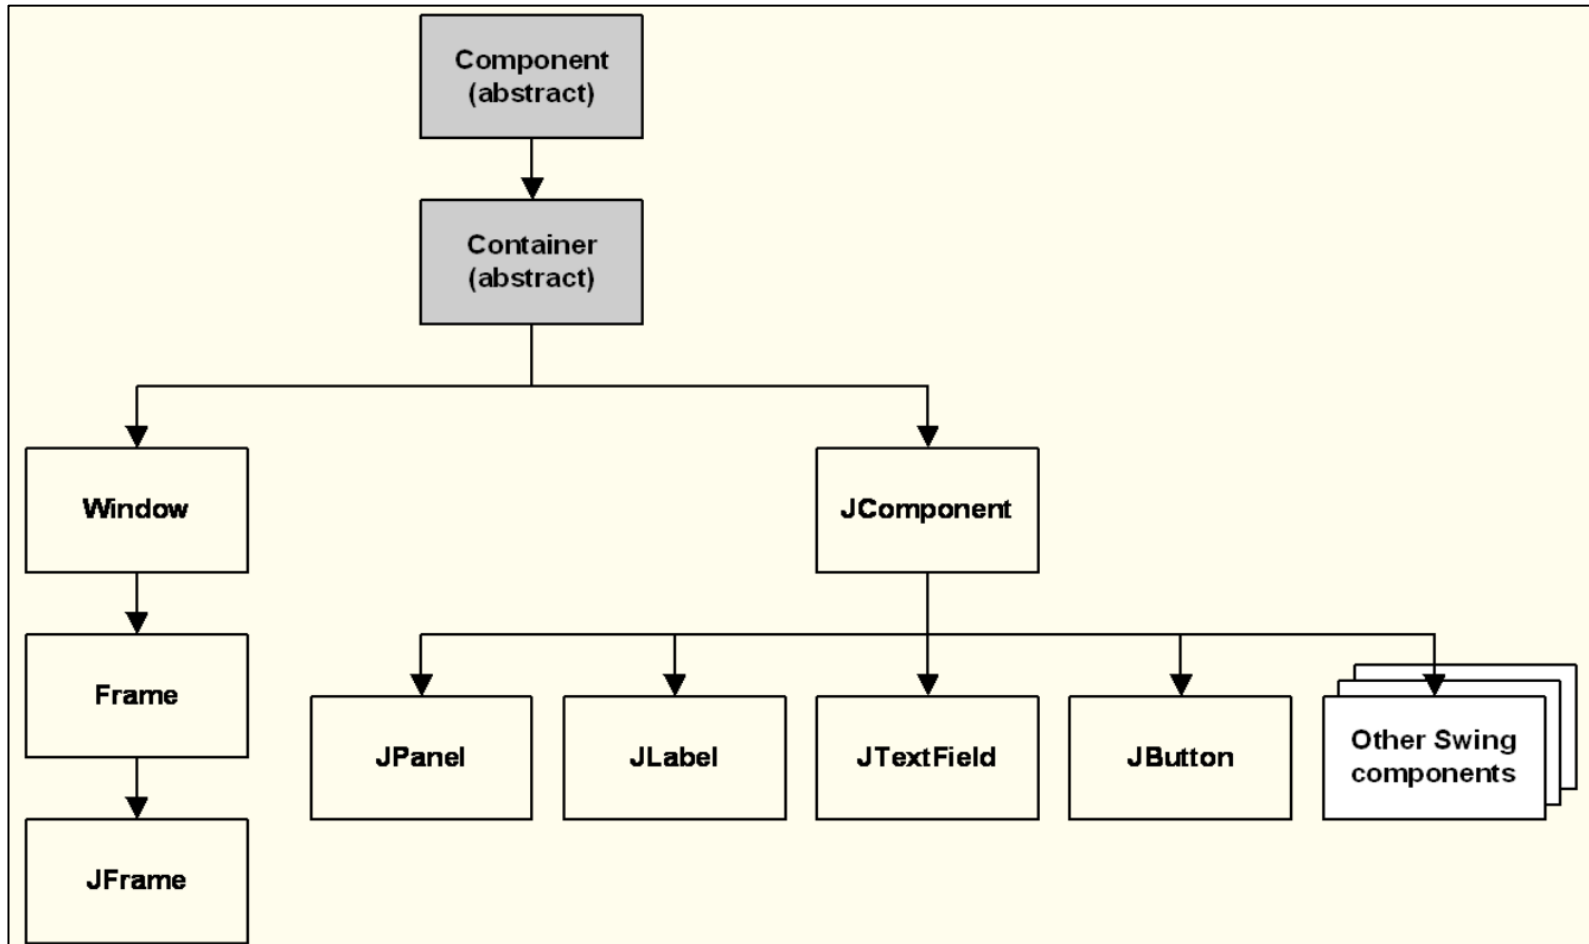 Component
(abstract)
Container
(abstract)
Window
JComponent
Frame
JPanel
JLabel
JTextField
JButton
Other Swing
components
JFrame